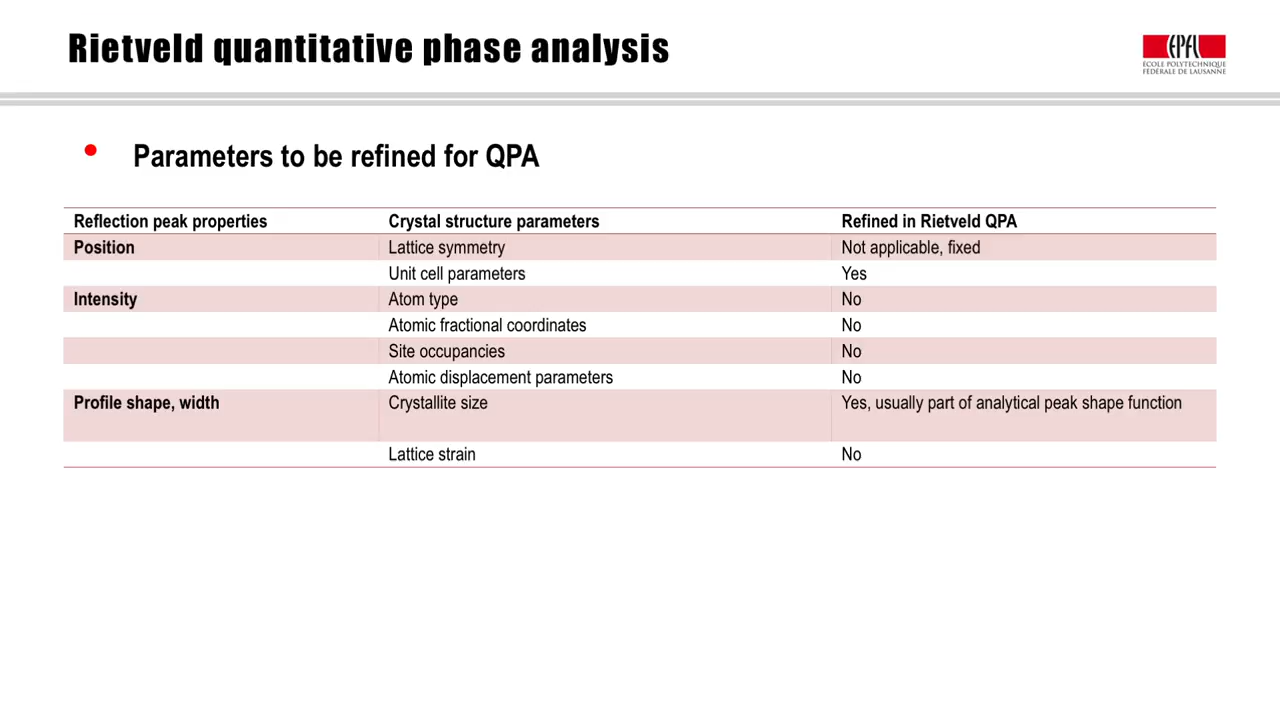 Rietveld quantitative phase analysis
EPFL
ÉCOLE POLYTECHNIQUE
FÉDÉRALE DE LAUSANNE
• Parameters to be refined for QPA
Reflection peak properties Crystal structure parameters Refined in Rietveld QPA
Position Lattice symmetry Not applicable, fixed
Unit cell parameters Yes
Intensity Atom type No
Atomic fractional coordinates No
Site occupancies No
Atomic displacement parameters No
Profile shape, width Crystallite size Yes, usually part of analytical peak shape function
Lattice strain No